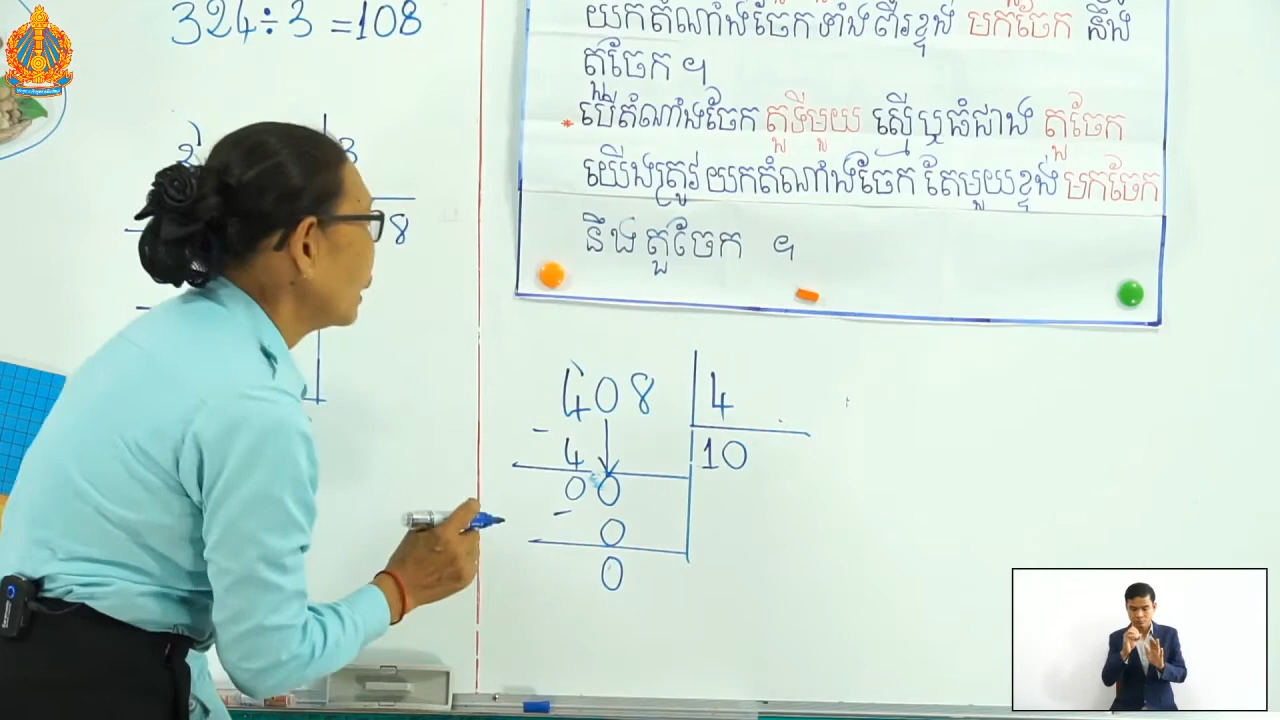 324÷3 =108
3
8
យកតំណាំងចែកទាំងពីរខ្ទង់ មកចែក នឹង
តួចែក ។
* បើតំណាំងចែក តួទីមួយ ស្មើឬធំជាង តួចែក
យើងត្រូវយកតំណាំងចែក តែមួយខ្ទង់ មកចែក
នឹងតួចែក ។
408 4
- 4 10
00
- 0
0